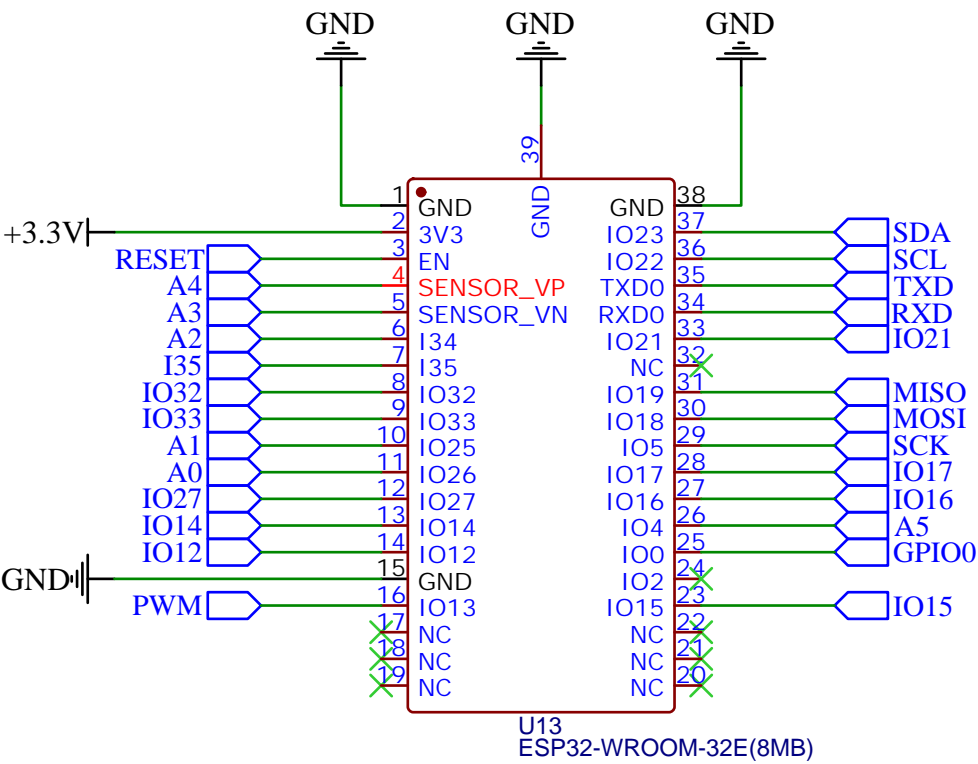 GND GND GND
39
GND
1 GND GND 38
+3.3V 2 3V3 IO23 37 SDA
RESET 3 EN IO22 36 SCL
A4 4 SENSOR_VP TXD0 35 TXD
A3 5 SENSOR_VN RXD0 34 RXD
A2 6 I34 IO21 33 IO21
I35 7 I35 NC 32
IO32 8 IO32 IO19 31 MISO
IO33 9 IO33 IO18 30 MOSI
A1 10 IO25 IO5 29 SCK
A0 11 IO26 IO17 28 IO17
IO27 12 IO27 IO16 27 IO16
IO14 13 IO14 IO4 26 A5
IO12 14 IO12 IO0 25 GPIO0
GND 15 GND IO2 24
PWM 16 IO13 IO15 23 IO15
17 NC NC 22
18 NC NC 21
19 NC NC 20
U13
ESP32-WROOM-32E(8MB)